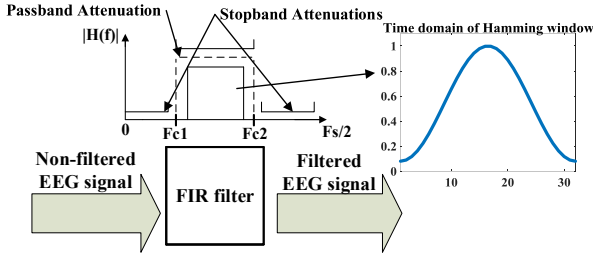 Passband Attenuation
Stopband Attenuations
|H(f)|
0
Fc1
Fc2
Fs/2
Time domain of Hamming window
1
0.8
0.6
0.4
0.2
0
10
20
30
Non-filtered
EEG signal
FIR filter
Filtered
EEG signal